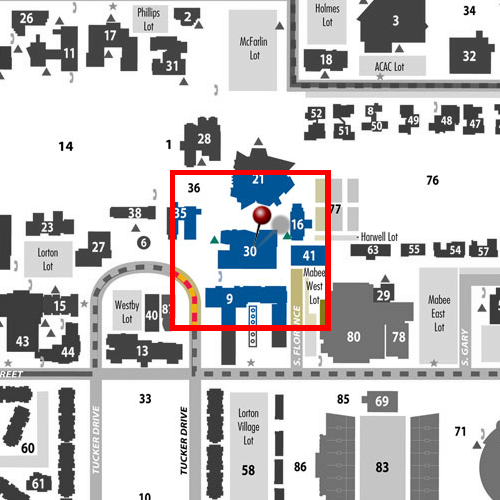 26
Phillips
Lot
2
17
11
31
McFarlin
Lot
Holmes
Lot
3
34
18
ACAC Lot
32
52
51
8
50
49
48
47
14
1
28
76
36
21
77
38
35
16
23
6
27
Harwell Lot
30
41
63
55
54
57
Lorton
Lot
15
Westby
Lot
40
9
Mabee
West
Lot
S. FLORENCE
29
Mabee
East
Lot
S. GARY
43
44
13
80
78
STREET
33
TUCKER DRIVE
TUCKER DRIVE
Lorton
Village
Lot
58
85
69
60
86
83
71
61
10